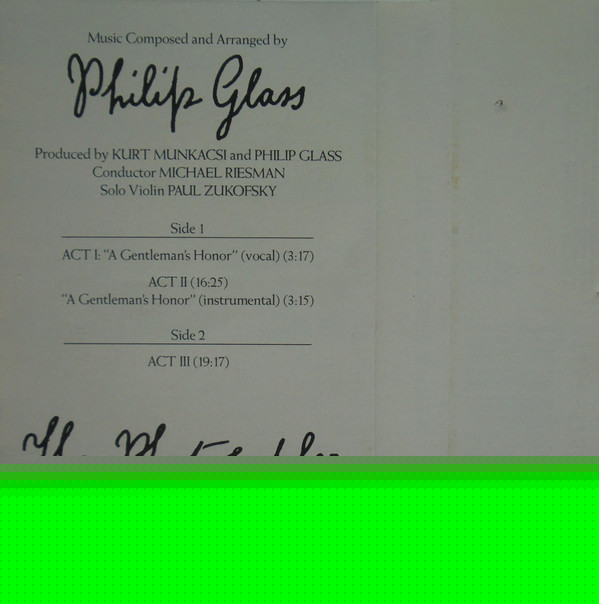 Music Composed and Arranged by
Philip Glass
Produced by KURT MUNKACSI and PHILIP GLASS
Conductor MICHAEL RIESMAN
Solo Violin PAUL ZUKOFSKY
Side 1
ACT I: "A Gentleman's Honor" (vocal) (3:17)
ACT II (16:25)
"A Gentleman's Honor" (instrumental) (3:15)
Side 2
ACT III (19:17)